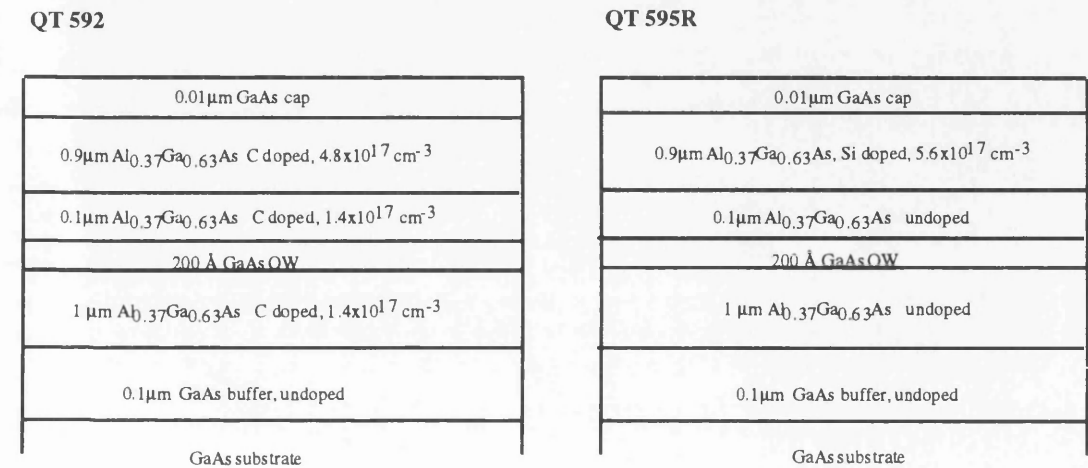 QT 592
0.01μm GaAs cap
0.9μm Al0.37Ga0.63As C doped, 4.8x10^17 cm^-3
0.1μm Al0.37Ga0.63As C doped, 1.4x10^17 cm^-3
200 Å GaAs QW
1 μm Al0.37Ga0.63As C doped, 1.4x10^17 cm^-3
0.1μm GaAs buffer, undoped
GaAs substrate
QT 595R
0.01μm GaAs cap
0.9μm Al0.37Ga0.63As, Si doped, 5.6x10^17 cm^-3
0.1μm Al0.37Ga0.63As undoped
200 Å GaAs QW
1 μm Al0.37Ga0.63As undoped
0.1μm GaAs buffer, undoped
GaAs substrate